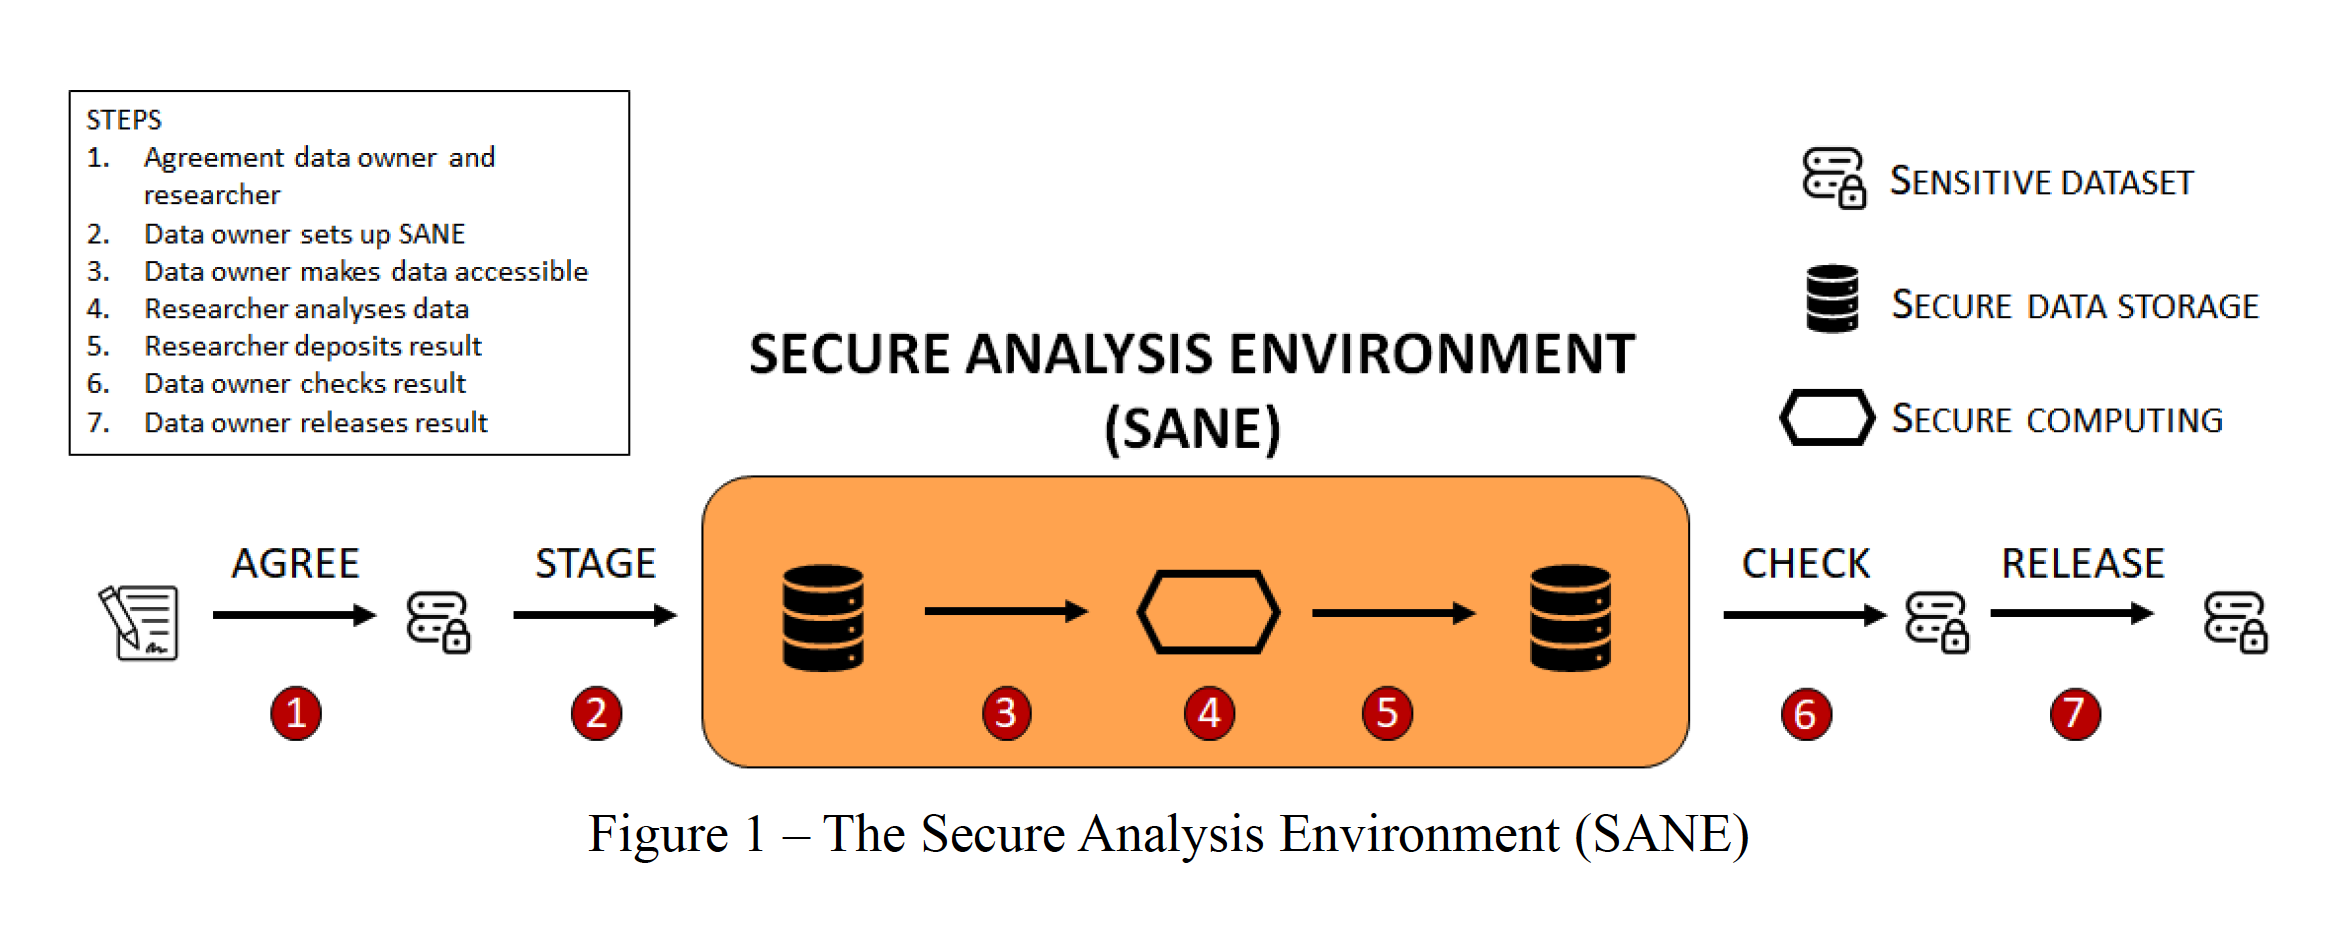 STEPS
1. Agreement data owner and
researcher
2. Data owner sets up SANE
3. Data owner makes data accessible
4. Researcher analyses data
5. Researcher deposits result
6. Data owner checks result
7. Data owner releases result
SENSITIVE DATASET
SECURE DATA STORAGE
SECURE COMPUTING
SECURE ANALYSIS ENVIRONMENT
(SANE)
AGREE
STAGE
CHECK
RELEASE
1
2
3
4
5
6
7
Figure 1 – The Secure Analysis Environment (SANE)